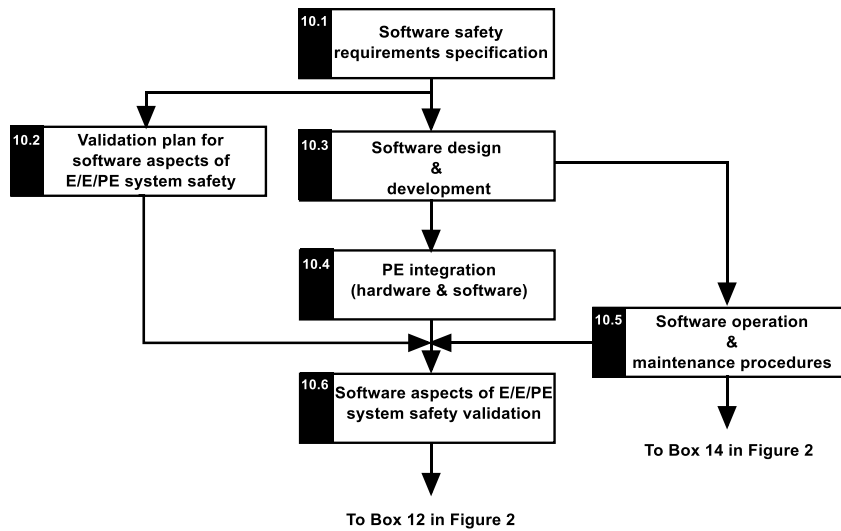 10.1
Software safety
requirements specification
10.2
Validation plan for
software aspects of
E/E/PE system safety
10.3
Software design
&
development
10.4
PE integration
(hardware & software)
10.5
Software operation
&
maintenance procedures
10.6
Software aspects of E/E/PE
system safety validation
To Box 14 in Figure 2
To Box 12 in Figure 2